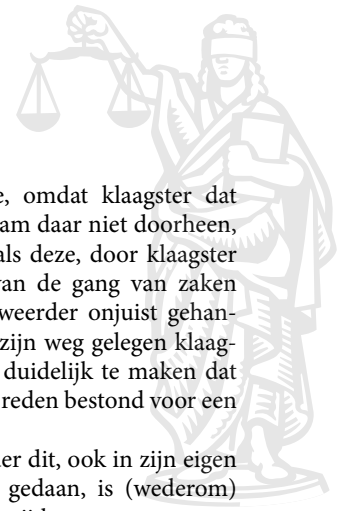 e, omdat klaagster dat
am daar niet doorheen,
als deze, door klaagster
van de gang van zaken
weerder onjuist gehan-
zijn weg gelegen klaag-
duidelijk te maken dat
reden bestond voor een
er dit, ook in zijn eigen
gedaan, is (wederom)